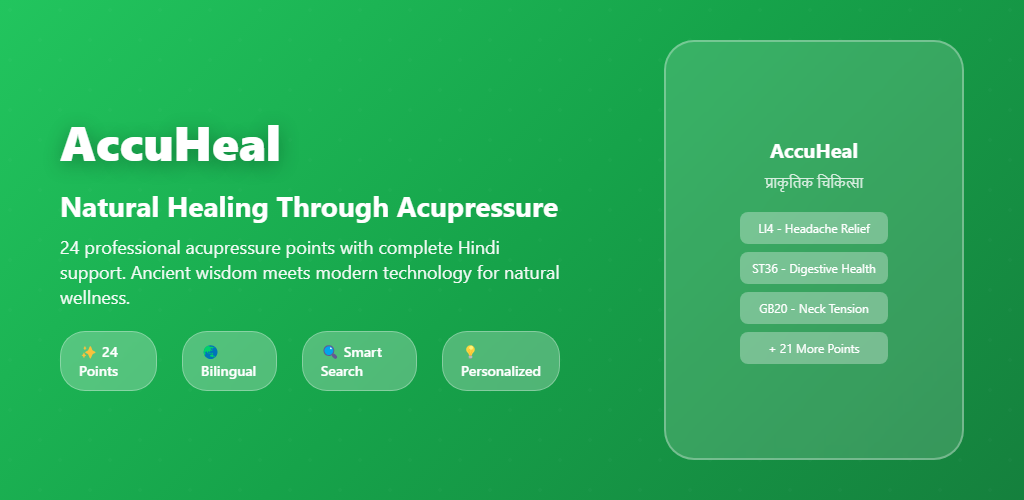 AccuHeal
Natural Healing Through Acupressure
24 professional acupressure points with complete Hindi
support. Ancient wisdom meets modern technology for natural
wellness.
✨ 24
Points
🌏
Bilingual
🔍 Smart
Search
💡
Personalized
AccuHeal
प्राकृतिक चिकित्सा
LI4 - Headache Relief
ST36 - Digestive Health
GB20 - Neck Tension
+ 21 More Points